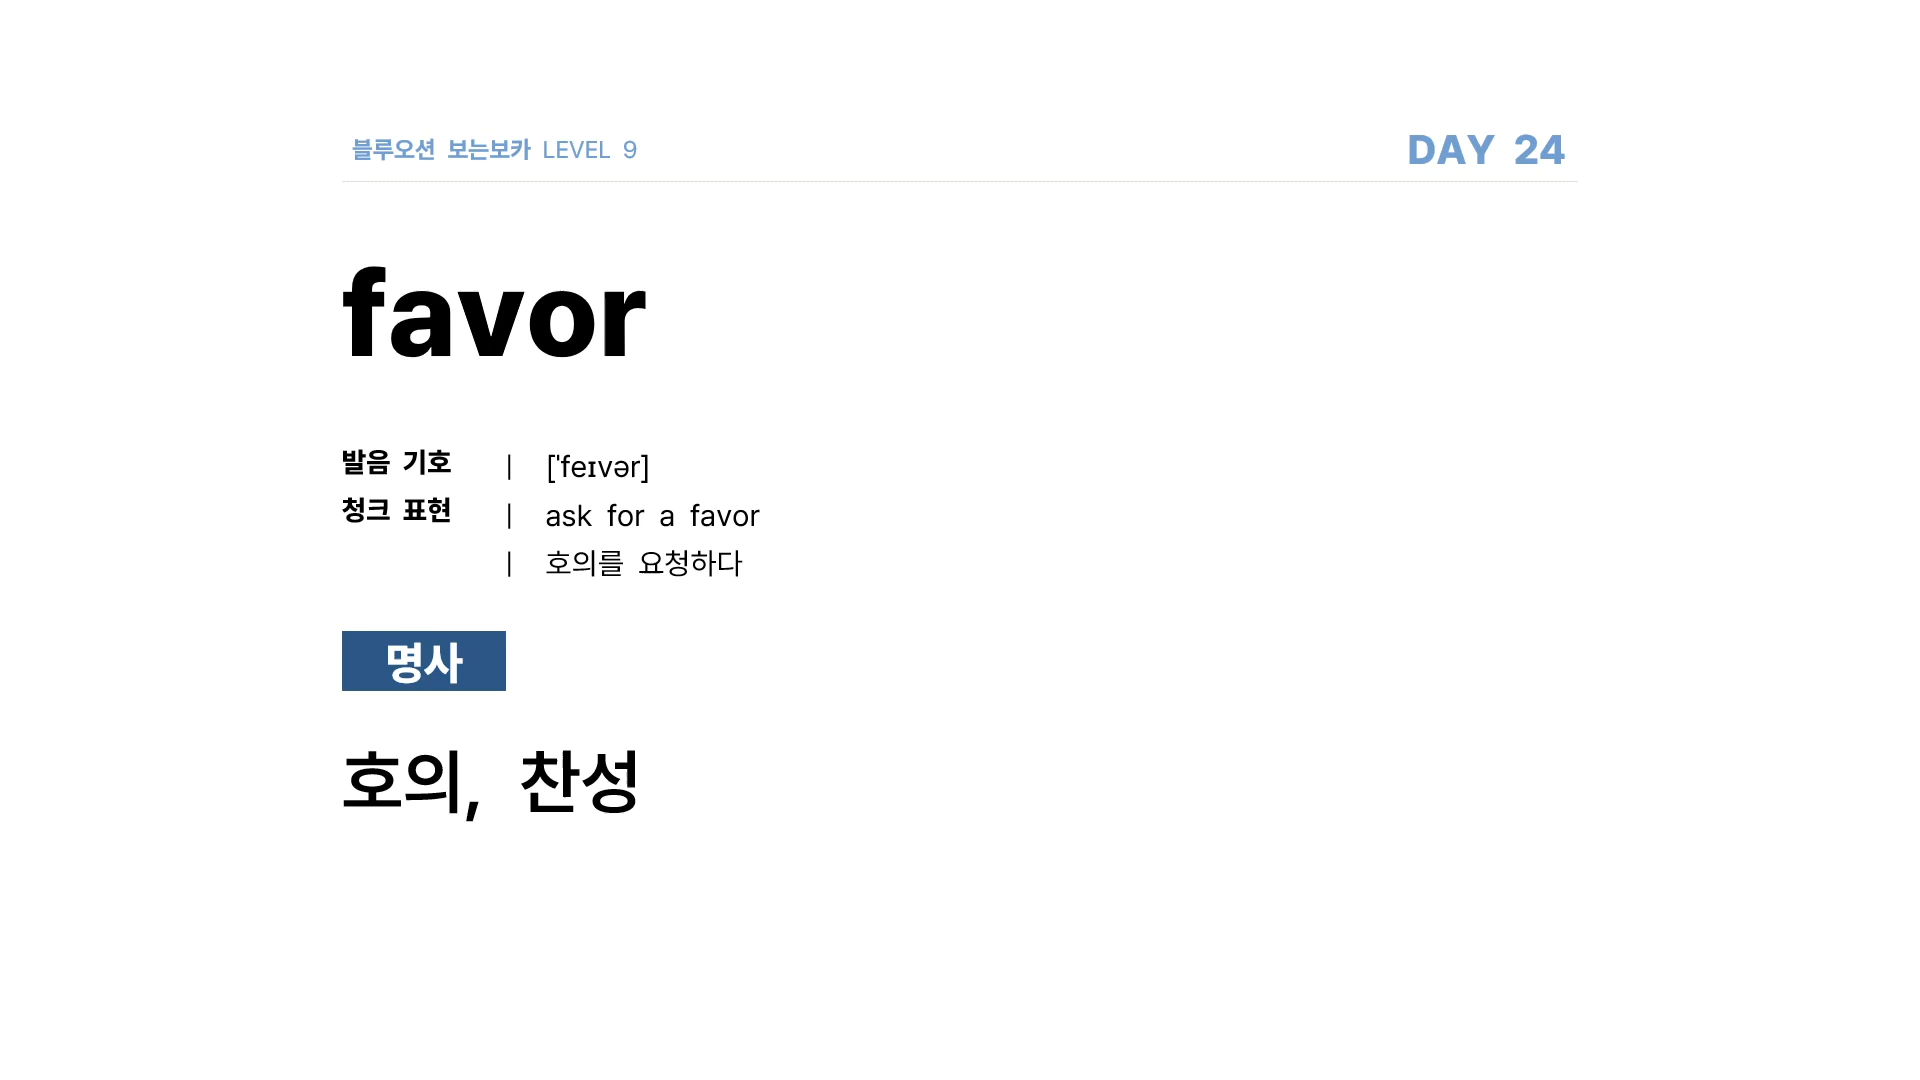 블루오션 보는보카 LEVEL 9
DAY 24
favor
발음 기호 | [ˈfeɪvər]
청크 표현 | ask for a favor
| 호의를 요청하다
명사
호의, 찬성